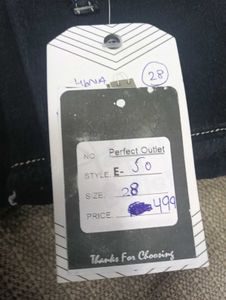 28
NO. Perfect Outlet
STYLE. E- 50
SIZE. 28
PRICE. 499
Thanks For Choosing